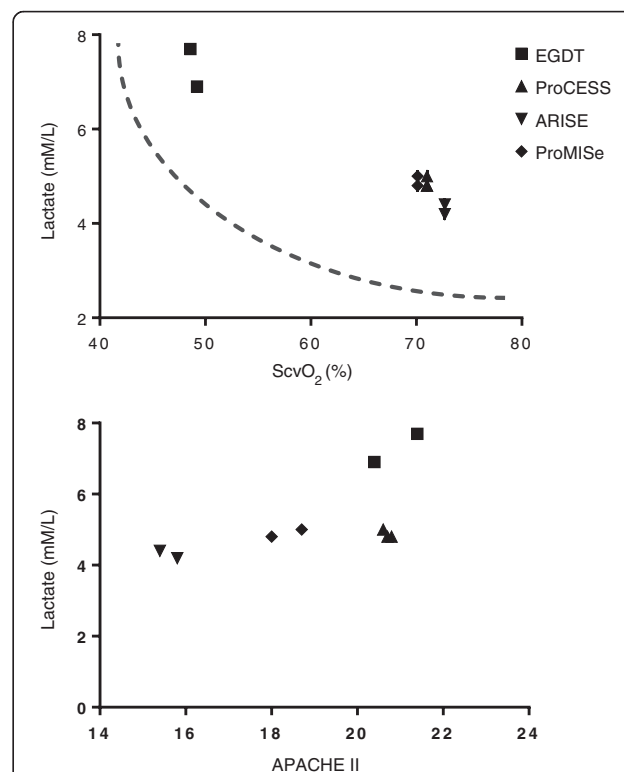 8
6
4
2
Lactate (mM/L)
40 50 60 70 80
ScvO2 (%)
EGDT
ProCESS
ARISE
ProMISe
8
6
4
2
0
Lactate (mM/L)
14 16 18 20 22 24
APACHE II